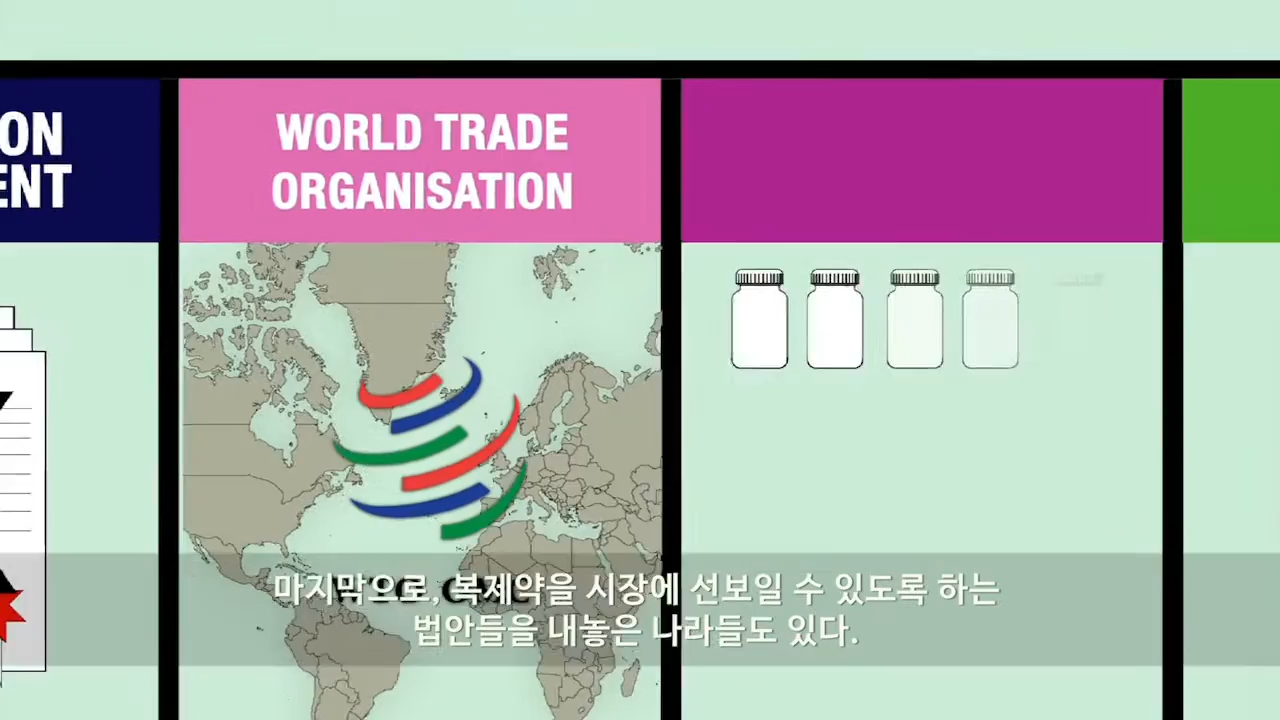 ON
ENT
WORLD TRADE
ORGANISATION
마지막으로, 복제약을 시장에 선보일 수 있도록 하는
법안들을 내놓은 나라들도 있다.